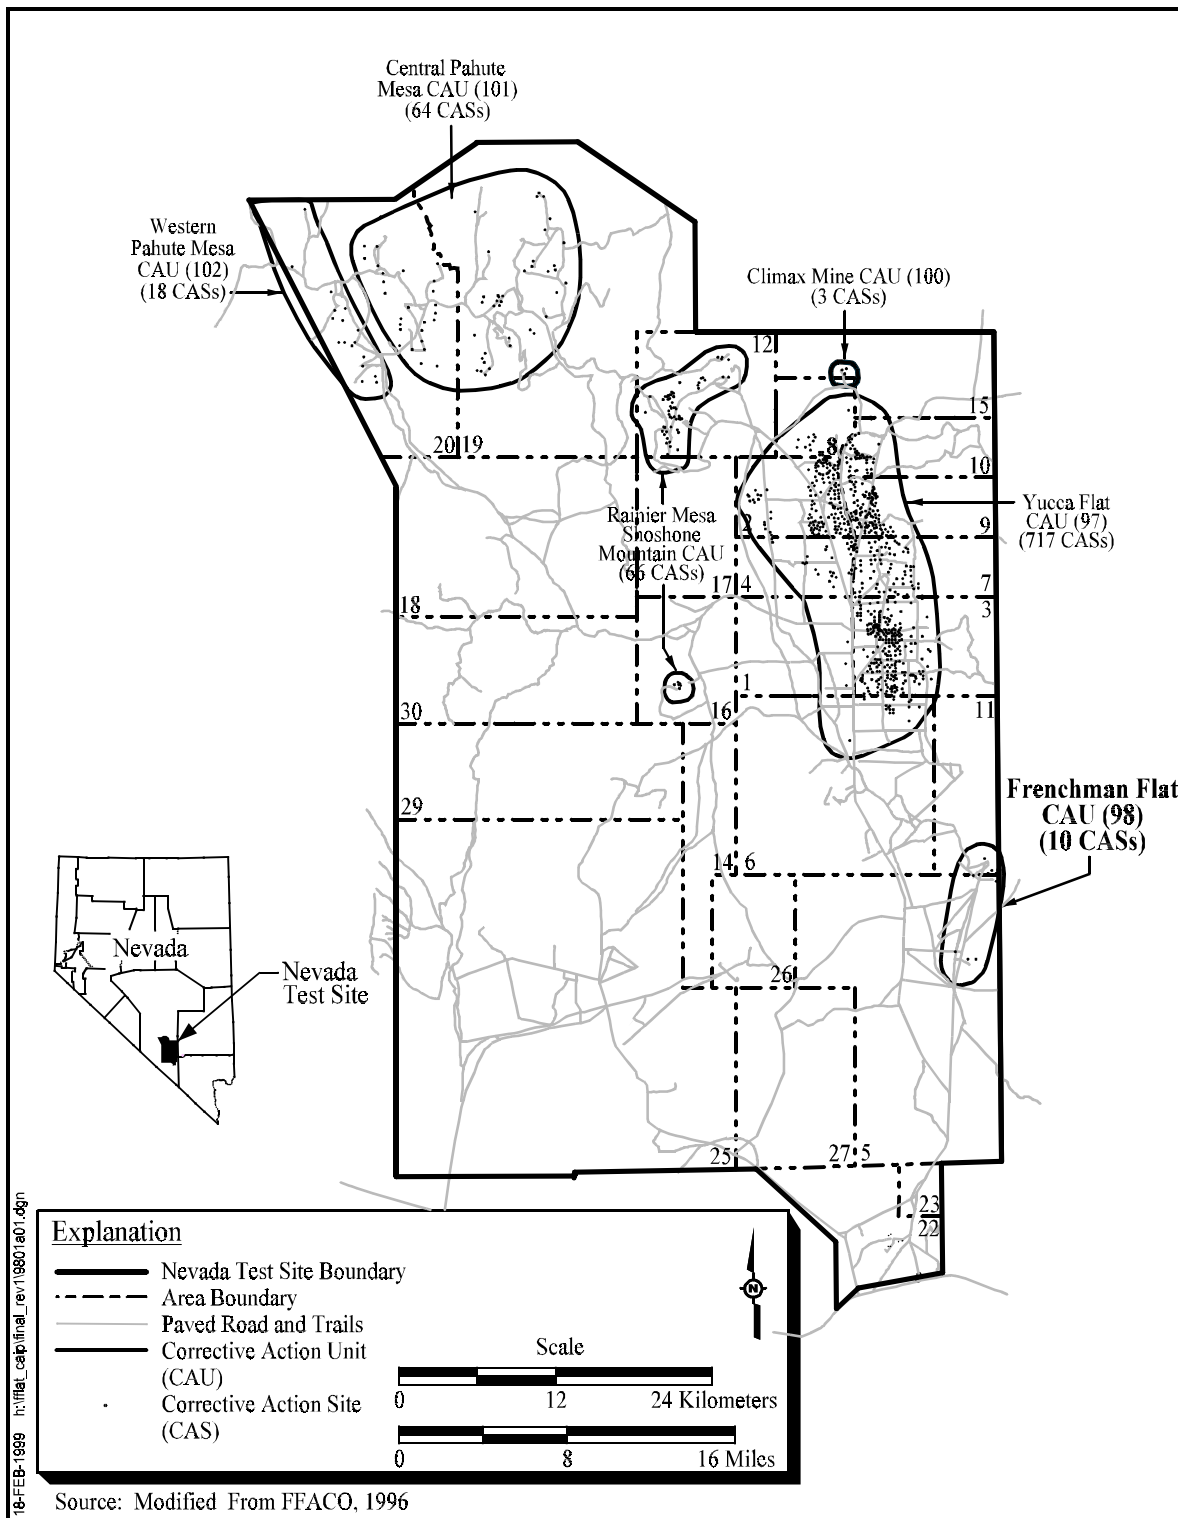 Central Pahute
Mesa CAU (101)
(64 CASs)
Western
Pahute Mesa
CAU (102)
(18 CASs)
Climax Mine CAU (100)
(3 CASs)
12
15
20
19
8
10
Yucca Flat
CAU (97)
(717 CASs)
Rainier Mesa
Shoshone
Mountain CAU
(66 CASs)
2
9
17
4
7
18
3
1
30
16
11
29
Frenchman Flat
CAU (98)
(10 CASs)
14
6
Nevada
Nevada
Test Site
26
25
27
5
23
22
Explanation
Nevada Test Site Boundary
Area Boundary
Paved Road and Trails
Corrective Action Unit
(CAU)
Corrective Action Site
(CAS)
N
Scale
0
12
24 Kilometers
0
8
16 Miles
Source: Modified From FFACO, 1996
18-FEB-1999 h:\fflat_caip\final_rev1\9801a01.dgn